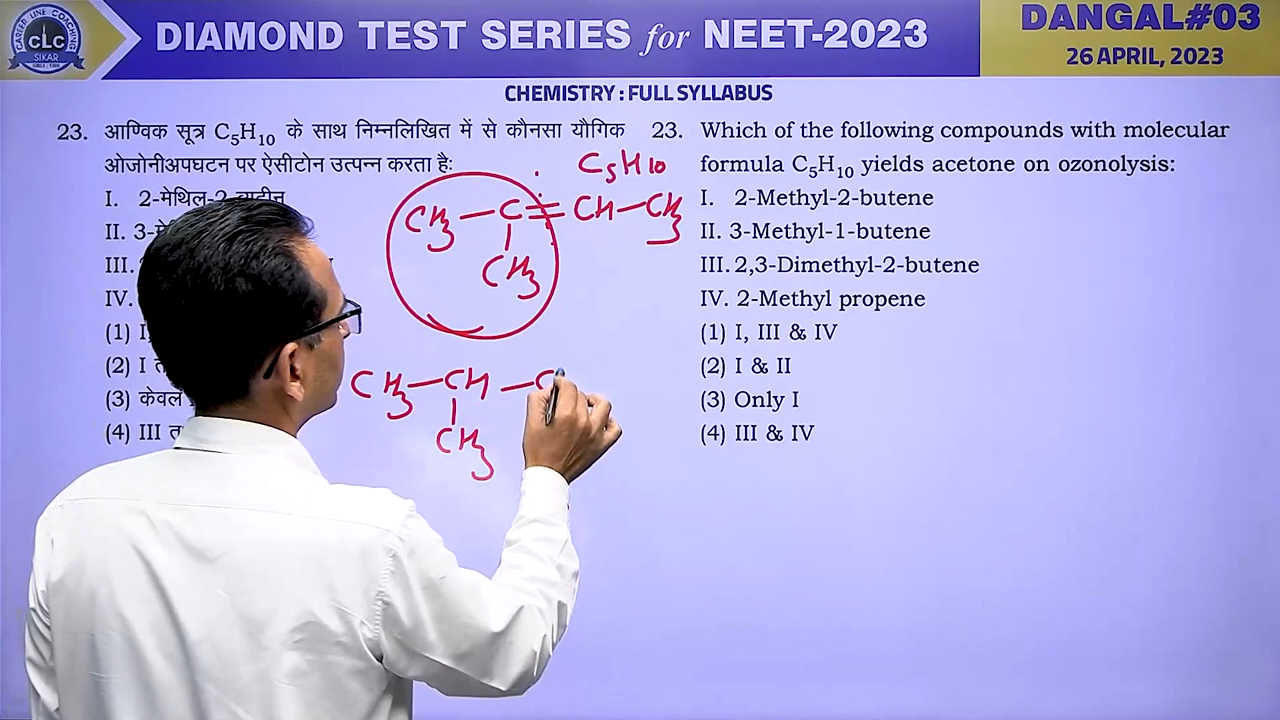 CAREER LINE COACHING
CLC
SIKAR
DIAMOND TEST SERIES for NEET-2023
DANGAL#03
26 APRIL, 2023
CHEMISTRY : FULL SYLLABUS
23. आण्विक सूत्र C₅H₁₀ के साथ निम्नलिखित में से कौनसा यौगिक
ओजोनीअपघटन पर ऐसीटोन उत्पन्न करता है:
I. 2-मेथिल-2-ब्यूटीन
II.
III.
IV.
(1)
(2) I
(3) केवल
(4) III
C₅H₁₀
CH₃—C=CH—CH₃
CH₃
CH₃—CH—C
CH₃
23. Which of the following compounds with molecular
formula C₅H₁₀ yields acetone on ozonolysis:
I. 2-Methyl-2-butene
II. 3-Methyl-1-butene
III. 2,3-Dimethyl-2-butene
IV. 2-Methyl propene
(1) I, III & IV
(2) I & II
(3) Only I
(4) III & IV